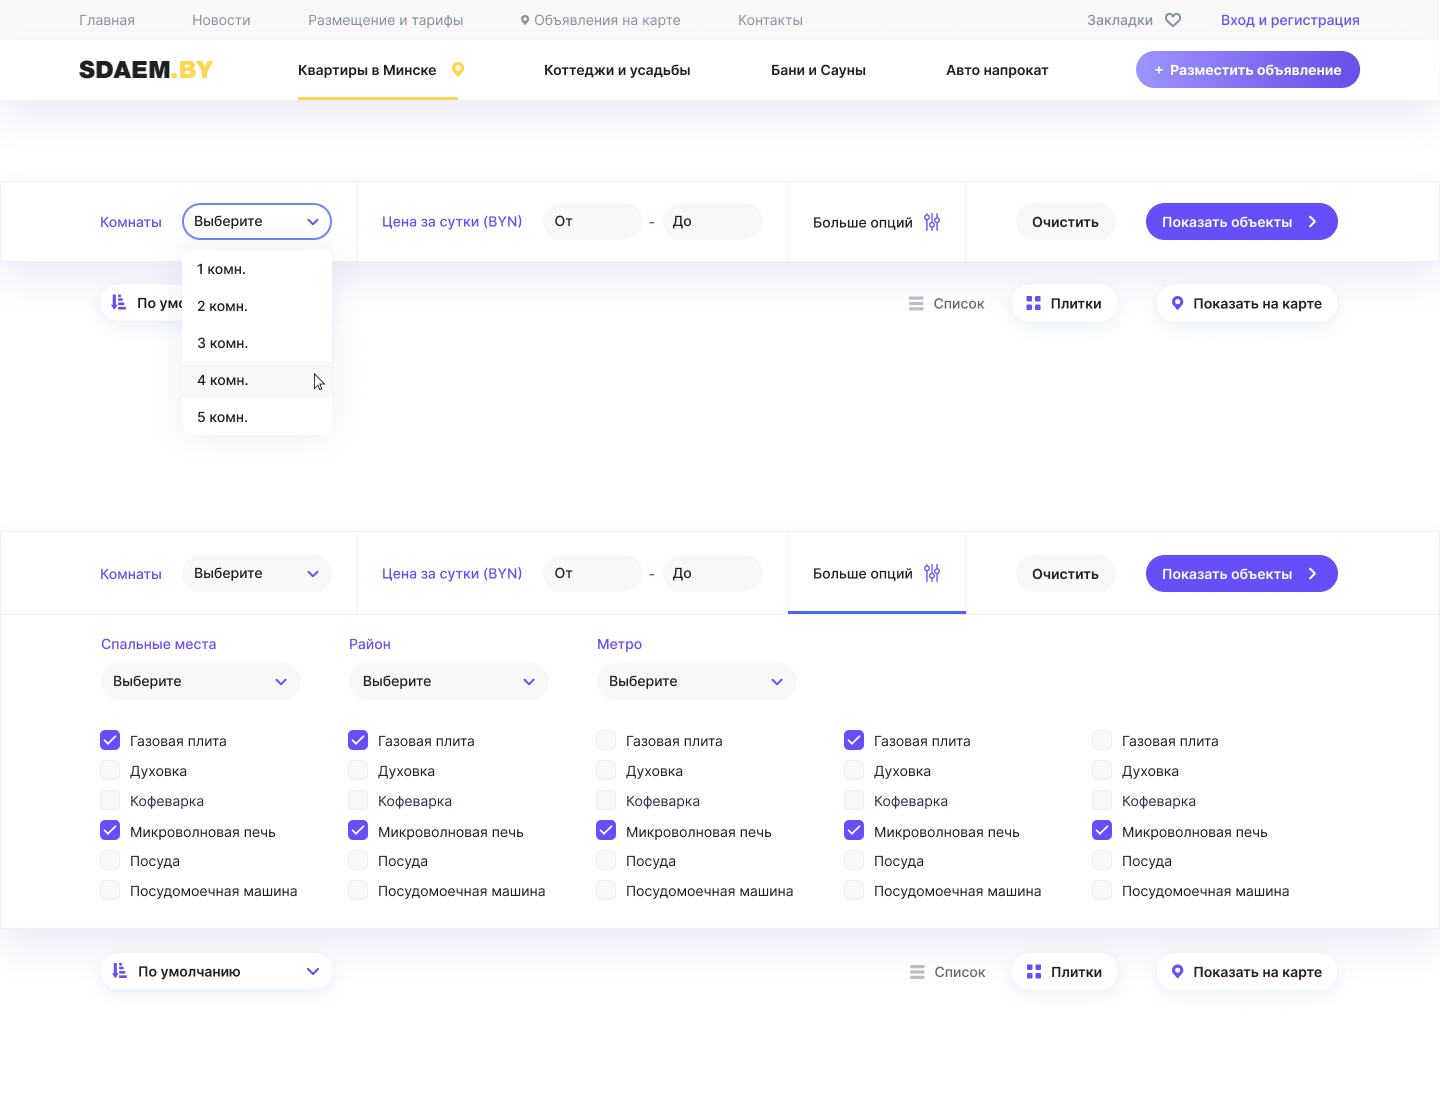 Главная Новости Размещение и тарифы Объявления на карте Контакты Закладки Вход и регистрация
SDAEM.BY Квартиры в Минске Коттеджи и усадьбы Бани и Сауны Авто напрокат + Разместить объявление
Комнаты Выберите Цена за сутки (BYN) От - До Больше опций Очистить Показать объекты
1 комн.
По умо Список Плитки Показать на карте
2 комн.
3 комн.
4 комн.
5 комн.
Комнаты Выберите Цена за сутки (BYN) От - До Больше опций Очистить Показать объекты
Спальные места Район Метро
Выберите Выберите Выберите
Газовая плита Газовая плита Газовая плита Газовая плита Газовая плита
Духовка Духовка Духовка Духовка Духовка
Кофеварка Кофеварка Кофеварка Кофеварка Кофеварка
Микроволновая печь Микроволновая печь Микроволновая печь Микроволновая печь Микроволновая печь
Посуда Посуда Посуда Посуда Посуда
Посудомоечная машина Посудомоечная машина Посудомоечная машина Посудомоечная машина Посудомоечная машина
По умолчанию Список Плитки Показать на карте